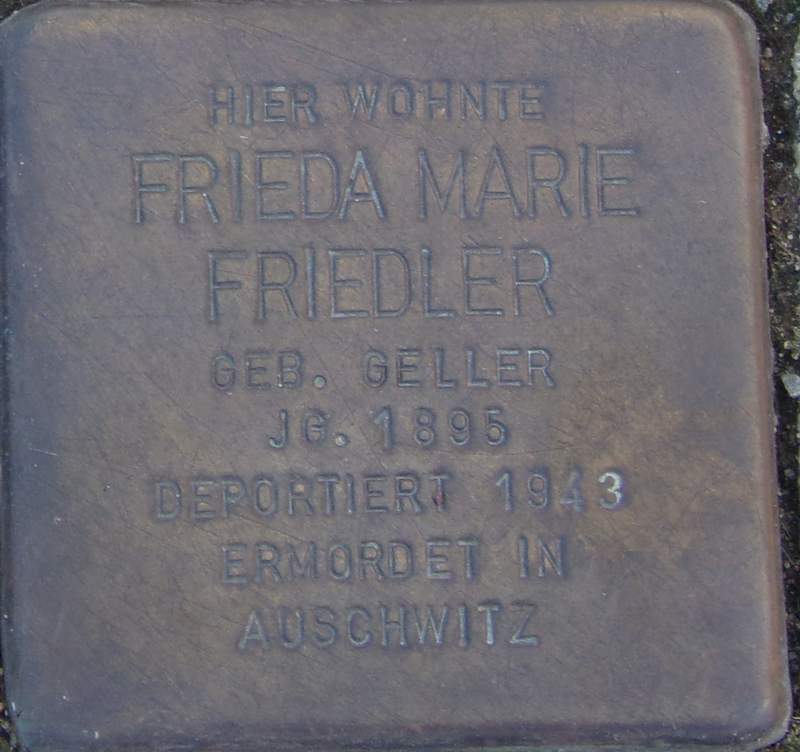 HIER WOHNTE
FRIEDA MARIE
FRIEDLER
GEB. GELLER
JG. 1895
DEPORTIERT 1943
ERMORDET IN
AUSCHWITZ